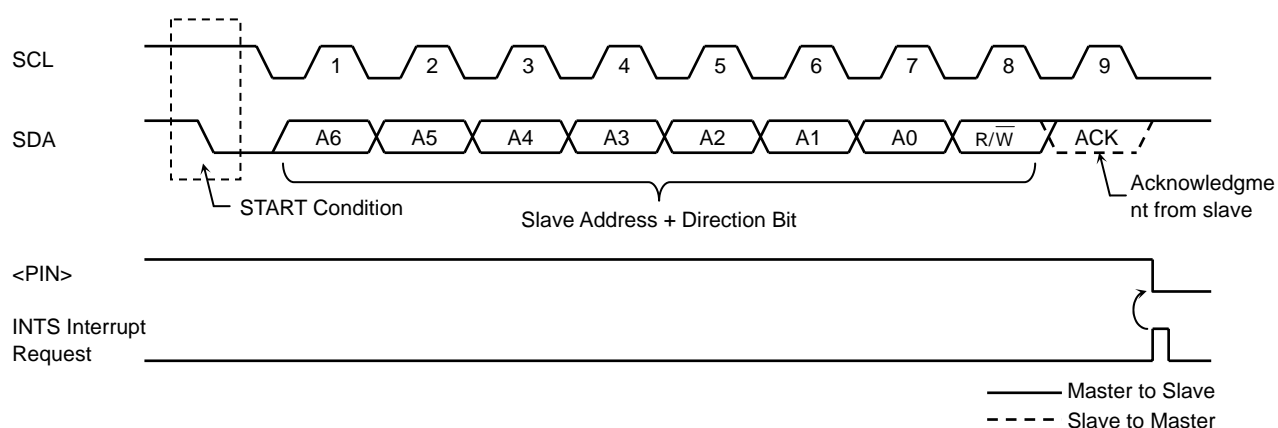 SCL
1 2 3 4 5 6 7 8 9
SDA
A6 A5 A4 A3 A2 A1 A0 R/W̅ ACK
START Condition
Slave Address + Direction Bit
Acknowledgme
nt from slave
<PIN>
INTS Interrupt
Request
Master to Slave
Slave to Master